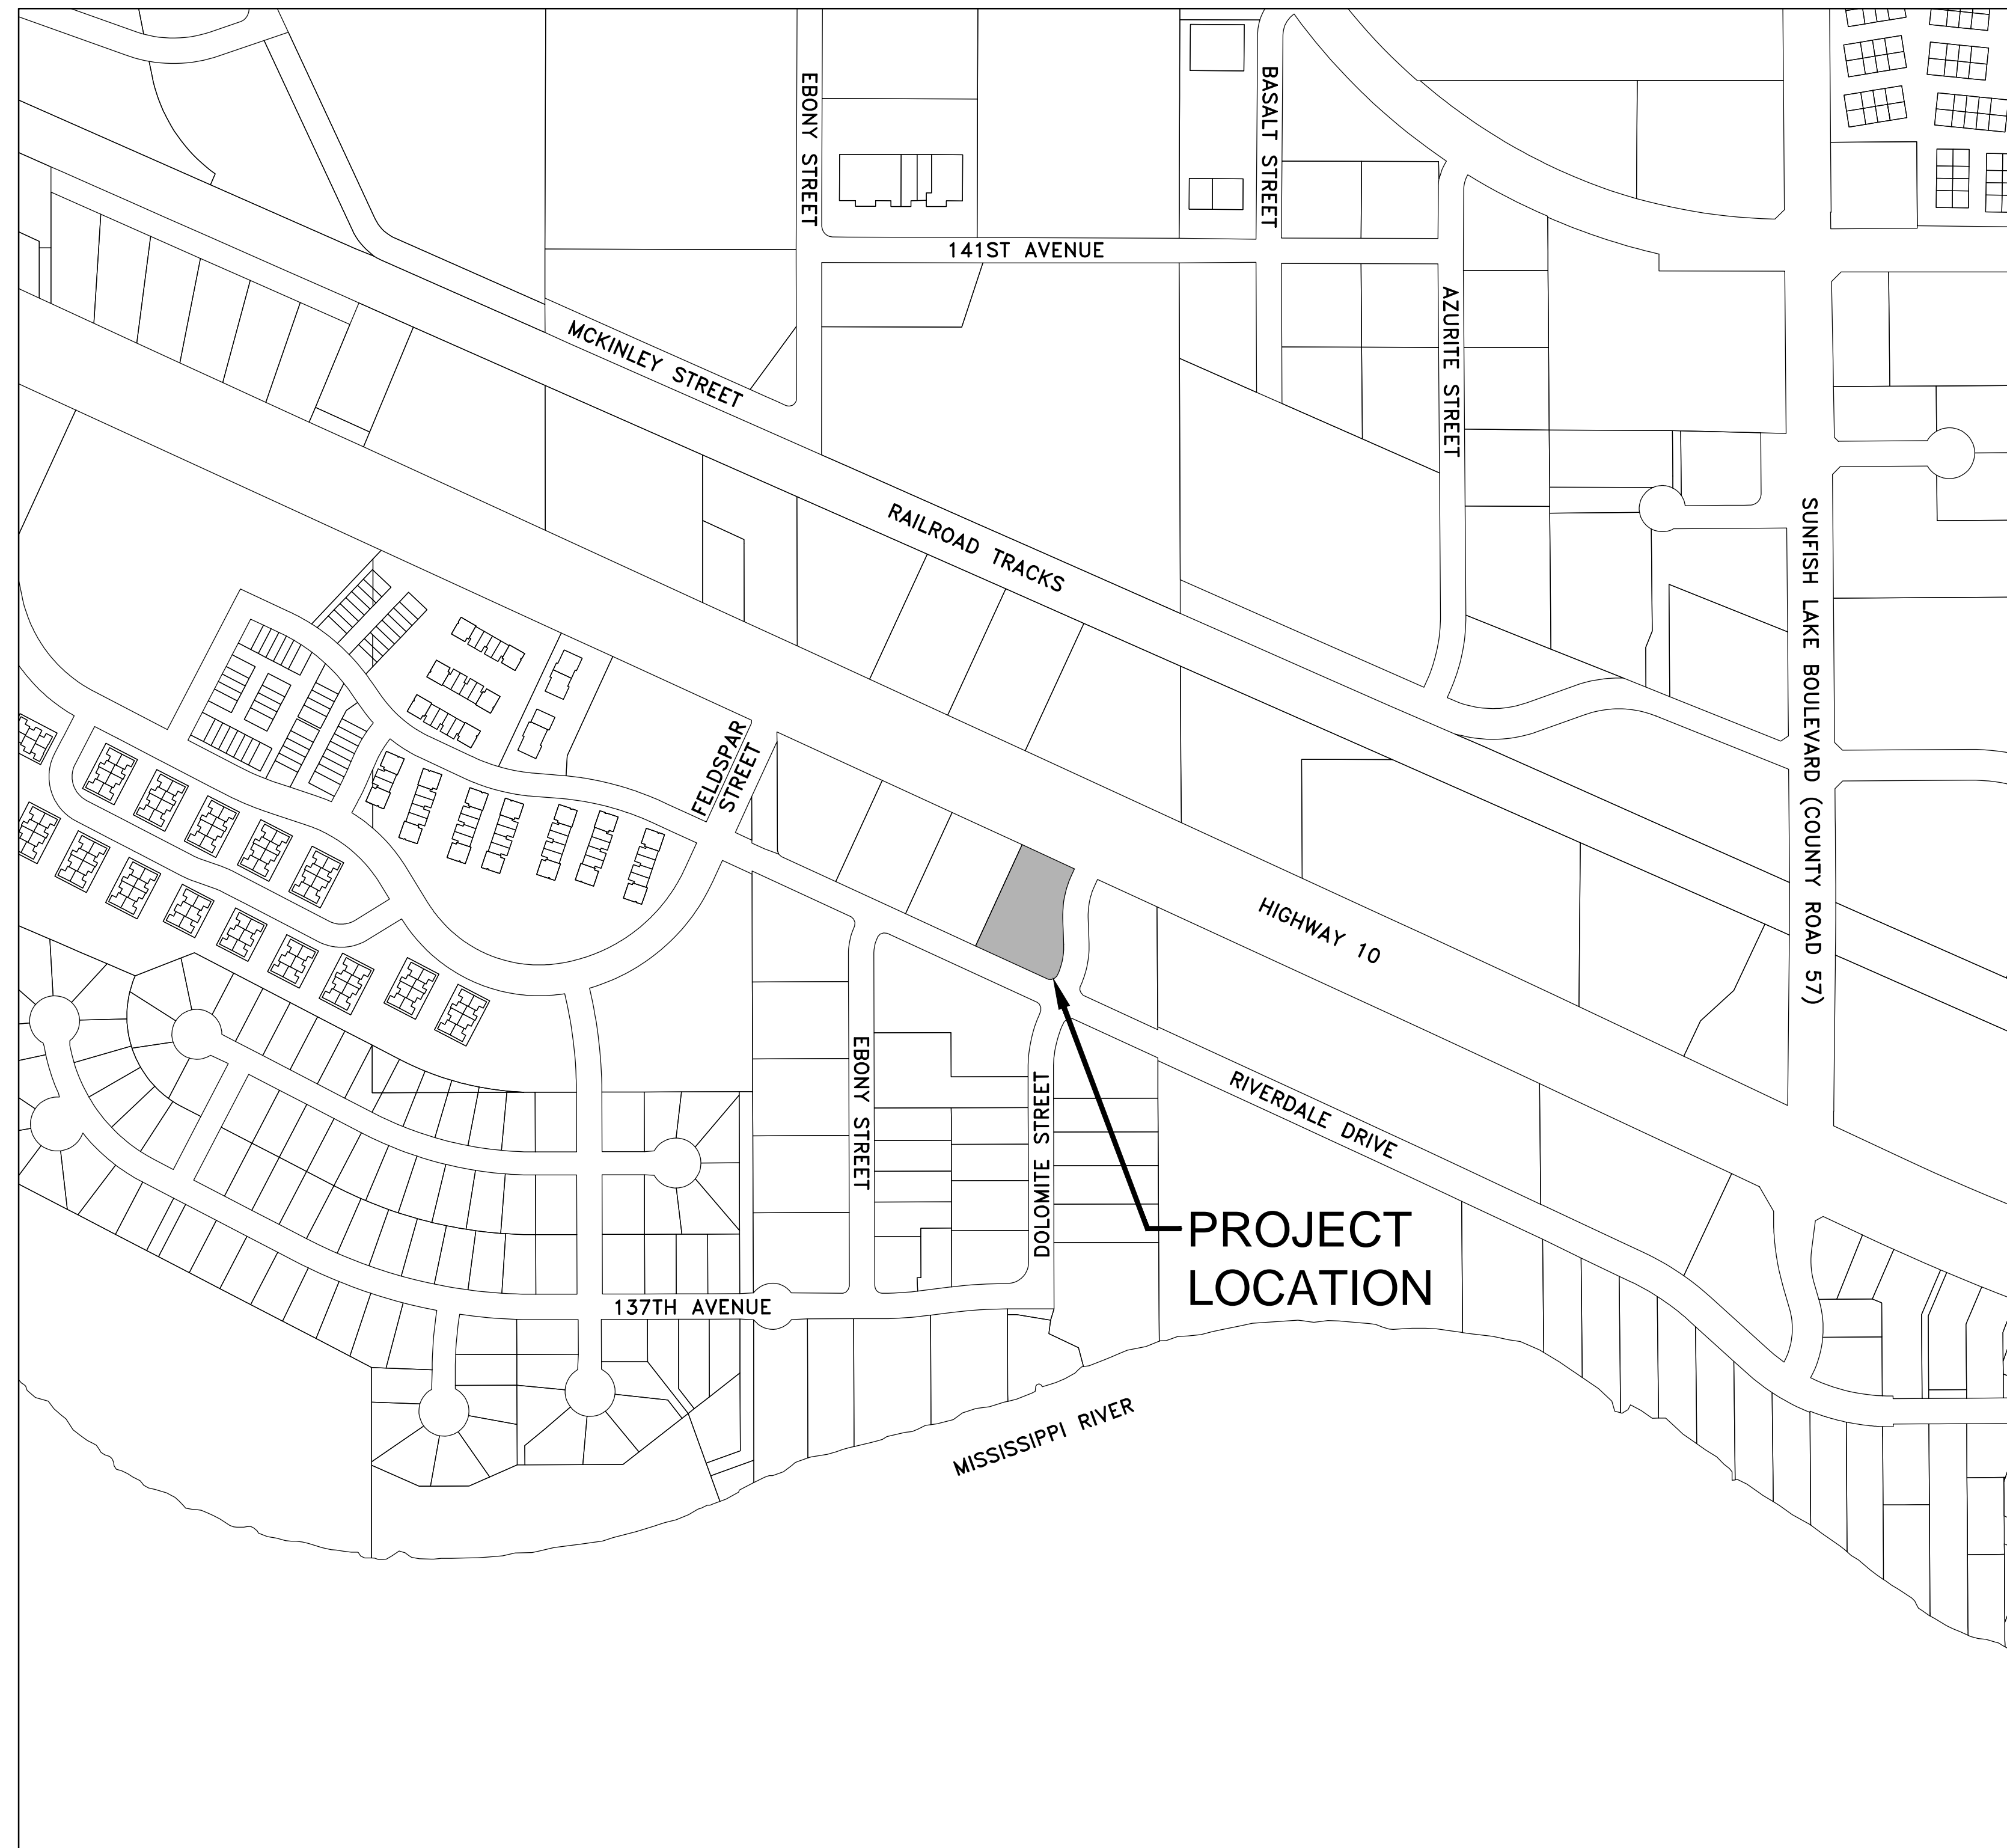 EBONY STREET
BASALT STREET
141ST AVENUE
AZURITE STREET
MCKINLEY STREET
RAILROAD TRACKS
SUNFISH LAKE BOULEVARD (COUNTY ROAD 57)
FELDSPAR
STREET
HIGHWAY 10
EBONY STREET
DOLOMITE STREET
RIVERDALE DRIVE
PROJECT
LOCATION
137TH AVENUE
MISSISSIPPI RIVER